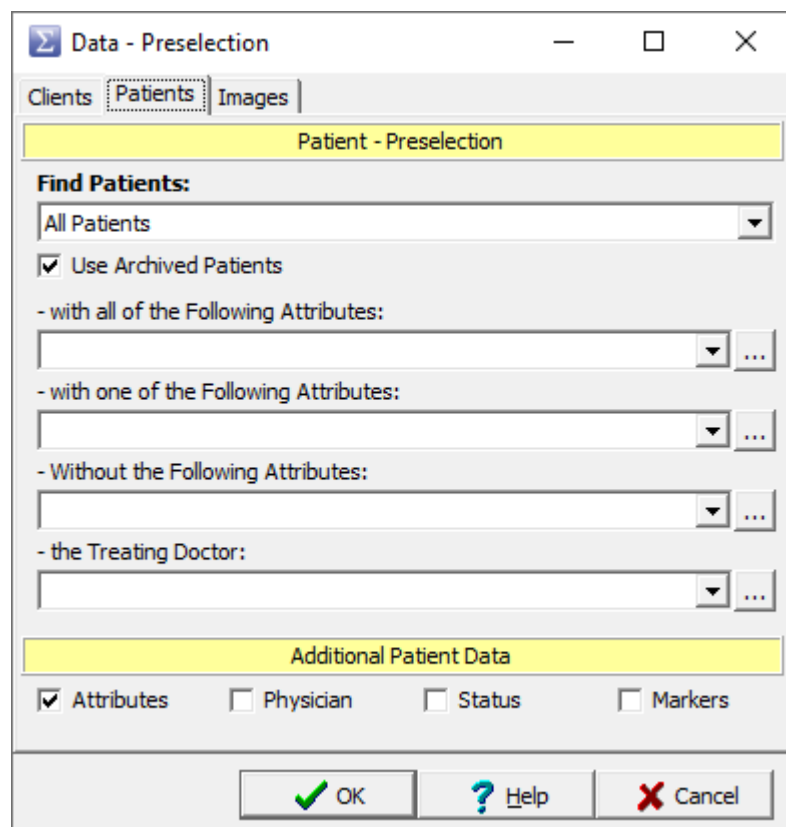 Data - Preselection
Clients Patients Images
Patient - Preselection
Find Patients:
All Patients
Use Archived Patients
- with all of the Following Attributes:
...
- with one of the Following Attributes:
...
- Without the Following Attributes:
...
- the Treating Doctor:
...
Additional Patient Data
Attributes Physician Status Markers
OK Help Cancel